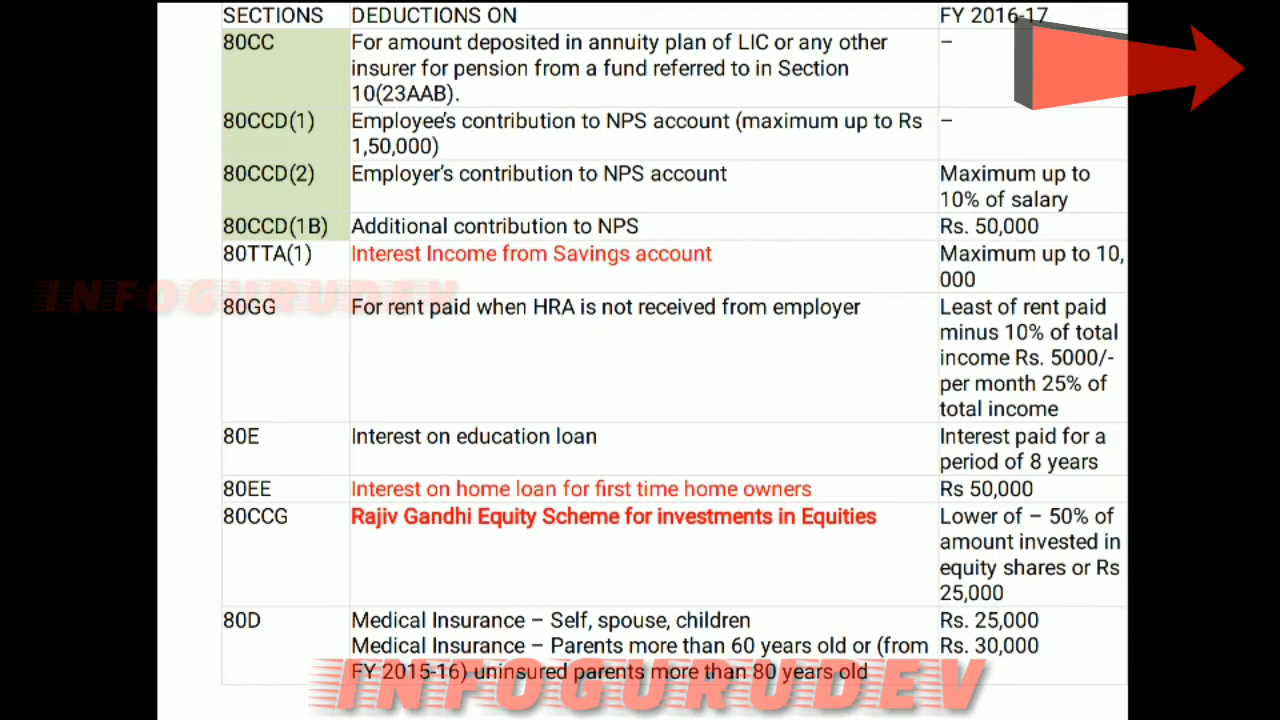 SECTIONS DEDUCTIONS ON FY 2016-17
80CC For amount deposited in annuity plan of LIC or any other –
insurer for pension from a fund referred to in Section
10(23AAB).
80CCD(1) Employee's contribution to NPS account (maximum up to Rs –
1,50,000)
80CCD(2) Employer's contribution to NPS account Maximum up to
10% of salary
80CCD(1B) Additional contribution to NPS Rs. 50,000
80TTA(1) Interest Income from Savings account Maximum up to 10,
000
INFOGURUDEV
80GG For rent paid when HRA is not received from employer Least of rent paid
minus 10% of total
income Rs. 5000/-
per month 25% of
total income
80E Interest on education loan Interest paid for a
period of 8 years
80EE Interest on home loan for first time home owners Rs 50,000
80CCG Rajiv Gandhi Equity Scheme for investments in Equities Lower of – 50% of
amount invested in
equity shares or Rs
25,000
80D Medical Insurance – Self, spouse, children Rs. 25,000
Medical Insurance – Parents more than 60 years old or (from Rs. 30,000
FY 2015-16) uninsured parents more than 80 years old
INFOGURUDEV